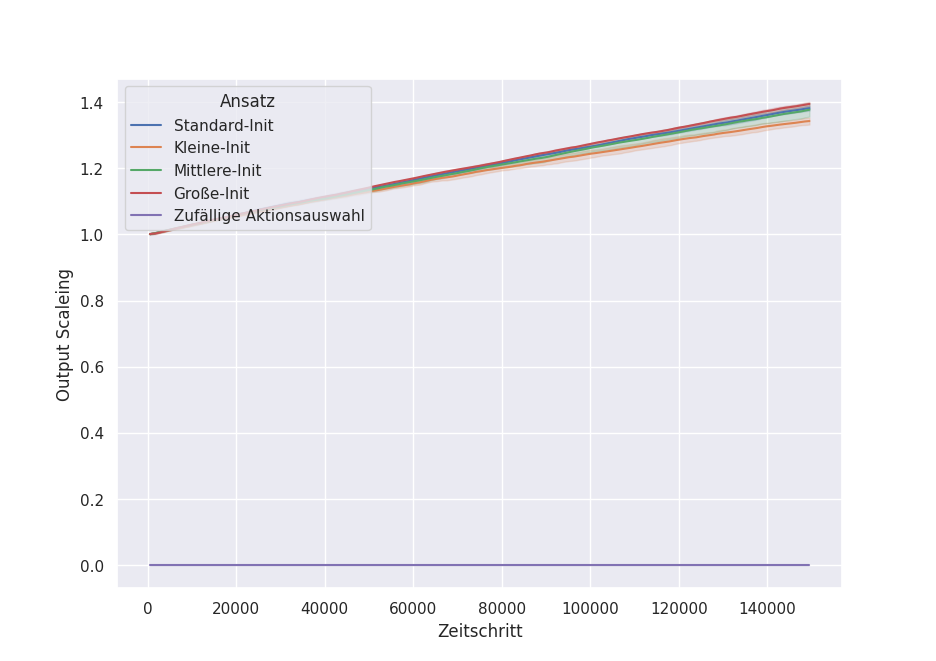 Ansatz
Standard-Init
Kleine-Init
Mittlere-Init
Große-Init
Zufällige Aktionsauswahl
1.4
1.2
1.0
0.8
0.6
0.4
0.2
0.0
Output Scaleing
0 20000 40000 60000 80000 100000 120000 140000
Zeitschritt